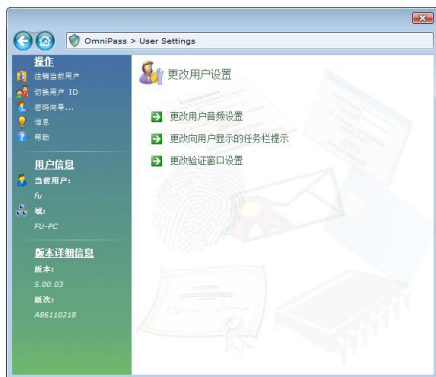 OmniPass > User Settings
操作
注销当前用户
切换用户 ID
密码向导...
信息
帮助
用户信息
当前用户:
fu
域:
FU-PC
版本详细信息
版本:
5.00.03
版次:
A86110218
更改用户设置
更改用户音频设置
更改向用户显示的任务栏提示
更改验证窗口设置